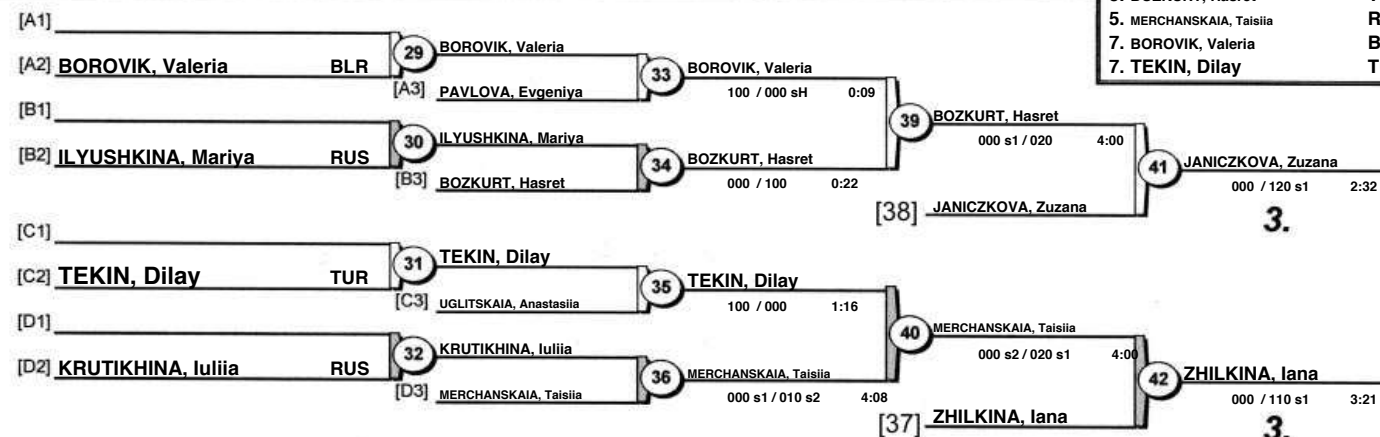 5. MERCHANSKAIA, Taisiia R
7. BOROVIK, Valeria B
7. TEKIN, Dilay T
[A1]
[A2] BOROVIK, Valeria BLR
29 BOROVIK, Valeria
[A3] PAVLOVA, Evgeniya
33 BOROVIK, Valeria
100 / 000 sH 0:09
[B1]
[B2] ILYUSHKINA, Mariya RUS
30 ILYUSHKINA, Mariya
[B3] BOZKURT, Hasret
34 BOZKURT, Hasret
000 / 100 0:22
39 BOZKURT, Hasret
000 s1 / 020 4:00
[38] JANICZKOVA, Zuzana
41 JANICZKOVA, Zuzana
000 / 120 s1 2:32
3.
[C1]
[C2] TEKIN, Dilay TUR
31 TEKIN, Dilay
[C3] UGLITSKAIA, Anastasiia
35 TEKIN, Dilay
100 / 000 1:16
[D1]
[D2] KRUTIKHINA, Iuliia RUS
32 KRUTIKHINA, Iuliia
[D3] MERCHANSKAIA, Taisiia
36 MERCHANSKAIA, Taisiia
000 s1 / 010 s2 4:08
40 MERCHANSKAIA, Taisiia
000 s2 / 020 s1 4:00
[37] ZHILKINA, Iana
42 ZHILKINA, Iana
000 / 110 s1 3:21
3.